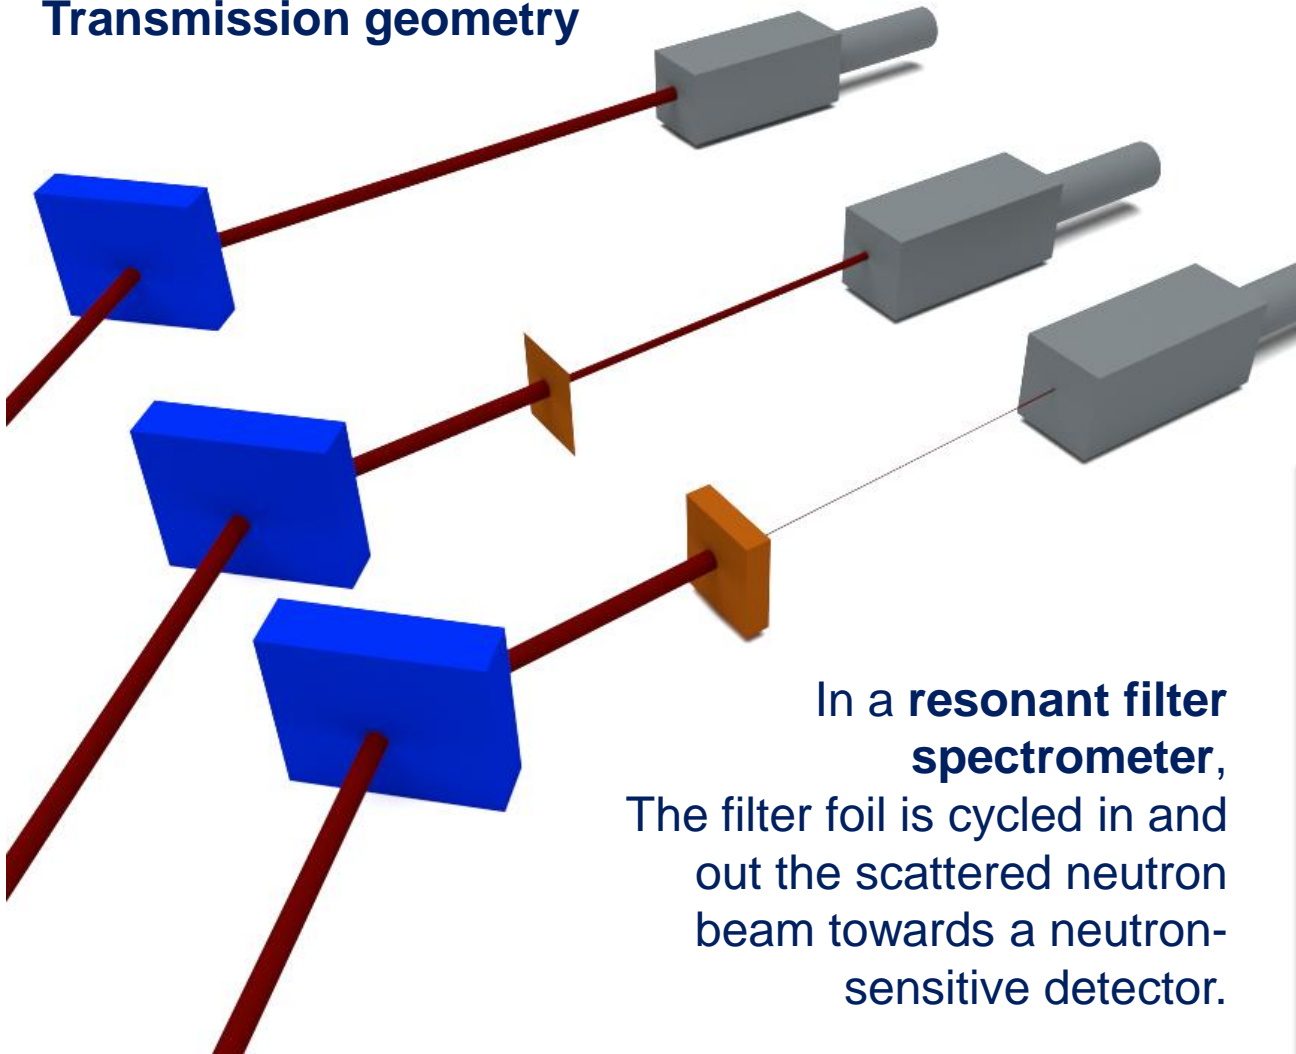 Transmission geometry
In a resonant filter
spectrometer,
The filter foil is cycled in and
out the scattered neutron
beam towards a neutron-
sensitive detector.